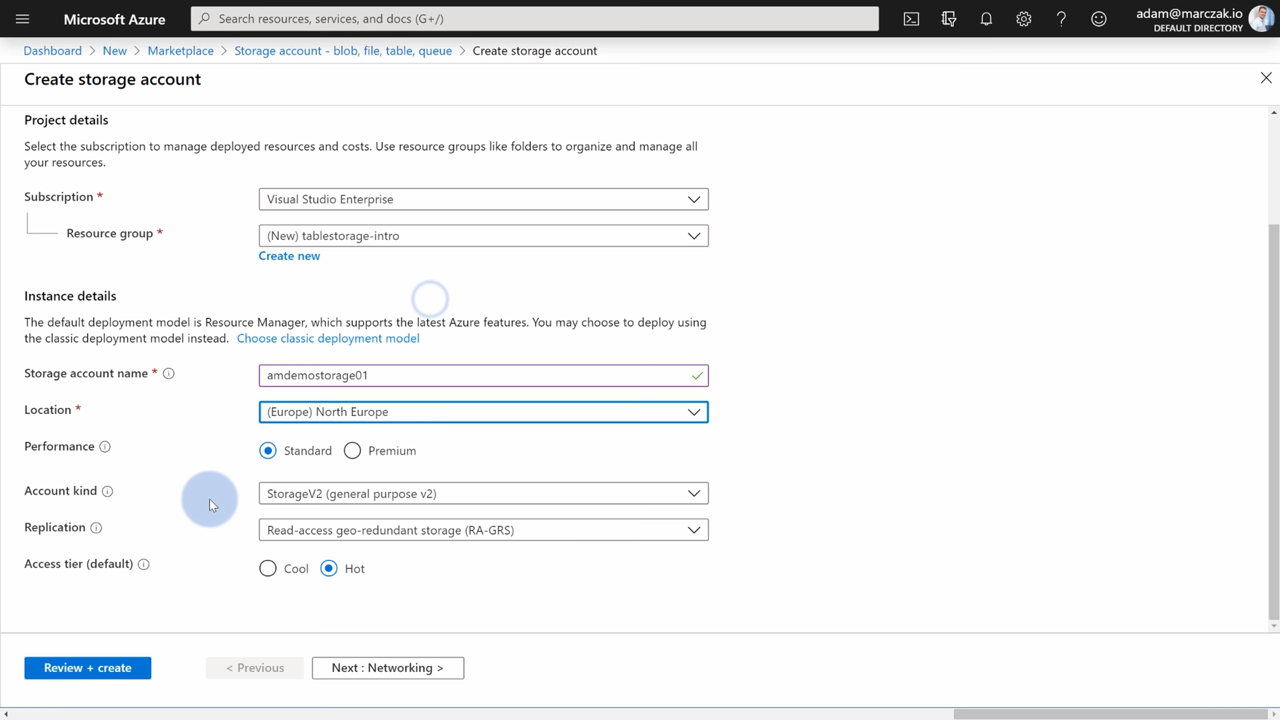 Microsoft Azure
Search resources, services, and docs (G+/)
adam@marczak.io
DEFAULT DIRECTORY
Dashboard > New > Marketplace > Storage account - blob, file, table, queue > Create storage account
Create storage account
Project details
Select the subscription to manage deployed resources and costs. Use resource groups like folders to organize and manage all
your resources.
Subscription *
Visual Studio Enterprise
Resource group *
(New) tablestorage-intro
Create new
Instance details
The default deployment model is Resource Manager, which supports the latest Azure features. You may choose to deploy using
the classic deployment model instead. Choose classic deployment model
Storage account name *
amdemostorage01
Location *
(Europe) North Europe
Performance
Standard Premium
Account kind
StorageV2 (general purpose v2)
Replication
Read-access geo-redundant storage (RA-GRS)
Access tier (default)
Cool Hot
Review + create
< Previous
Next : Networking >